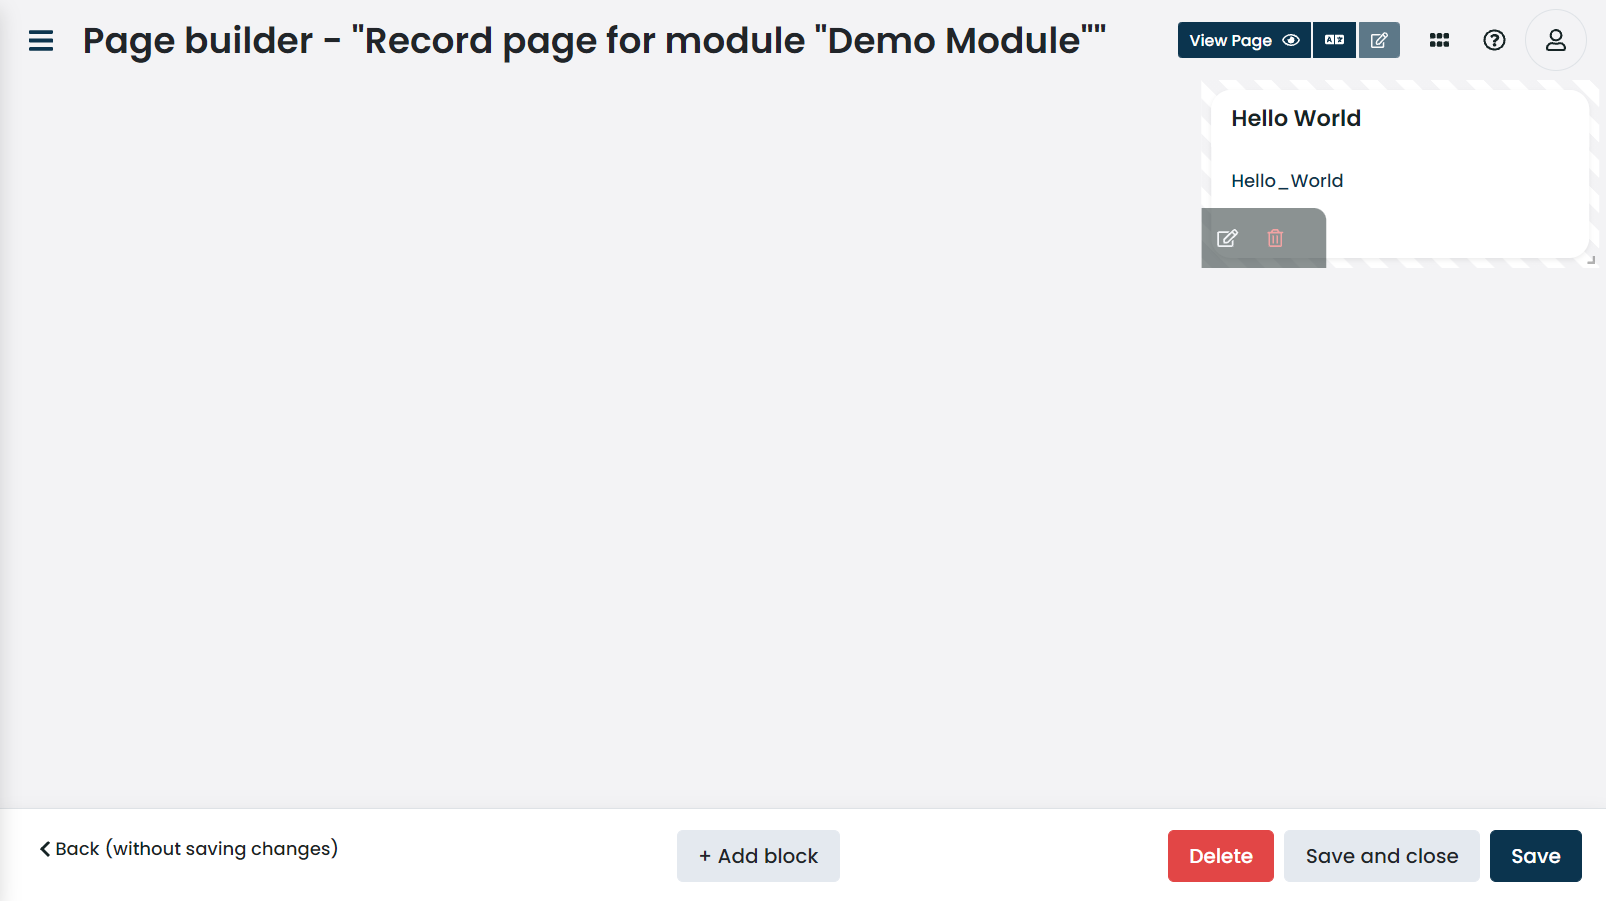 Page builder - "Record page for module "Demo Module""
View Page
Hello World
Hello_World
Back (without saving changes)
+ Add block
Delete
Save and close
Save